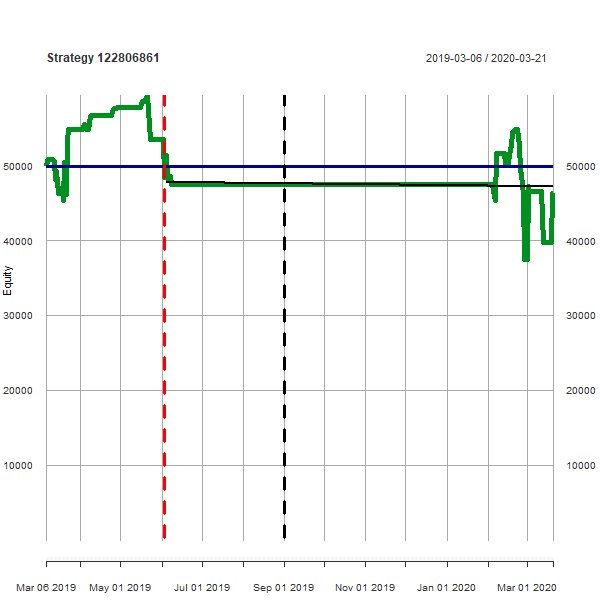 Strategy 122806861
2019-03-06 / 2020-03-21
50000
50000
40000
40000
Equity
30000
30000
20000
20000
10000
10000
Mar 06 2019
May 01 2019
Jul 01 2019
Sep 01 2019
Nov 01 2019
Jan 01 2020
Mar 01 2020